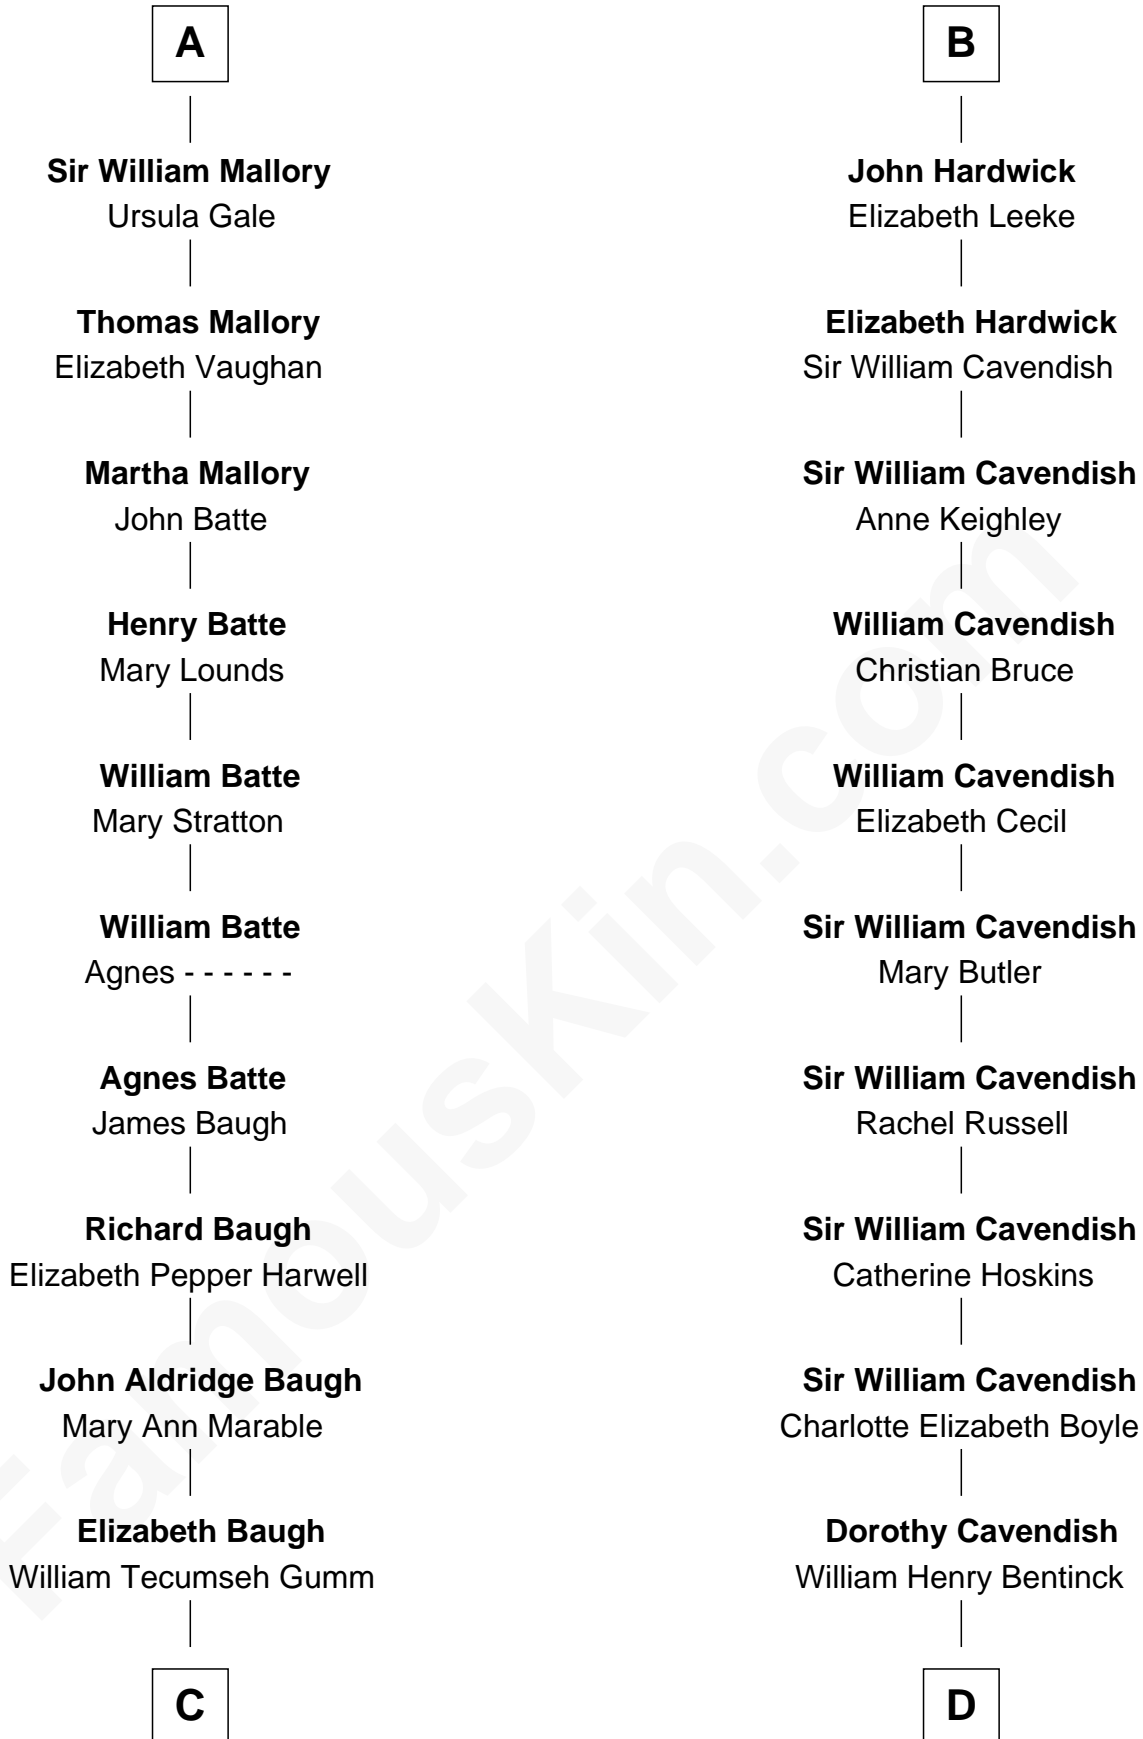 A
Sir William Mallory
Ursula Gale
Thomas Mallory
Elizabeth Vaughan
Martha Mallory
John Batte
Henry Batte
Mary Lounds
William Batte
Mary Stratton
William Batte
Agnes - - - - - -
Agnes Batte
James Baugh
Richard Baugh
Elizabeth Pepper Harwell
John Aldridge Baugh
Mary Ann Marable
Elizabeth Baugh
William Tecumseh Gumm
C
B
John Hardwick
Elizabeth Leeke
Elizabeth Hardwick
Sir William Cavendish
Sir William Cavendish
Anne Keighley
William Cavendish
Christian Bruce
William Cavendish
Elizabeth Cecil
Sir William Cavendish
Mary Butler
Sir William Cavendish
Rachel Russell
Sir William Cavendish
Catherine Hoskins
Sir William Cavendish
Charlotte Elizabeth Boyle
Dorothy Cavendish
William Henry Bentinck
D
FamousKin.com